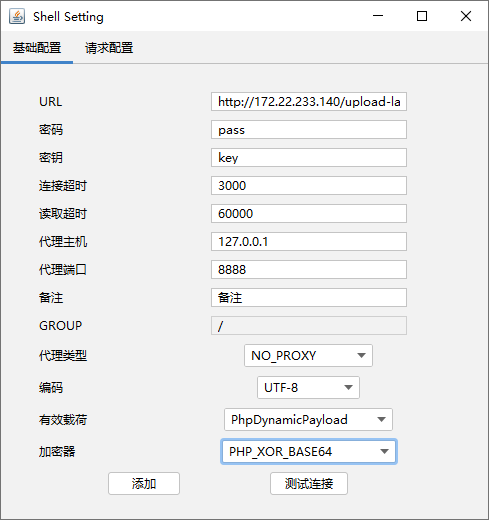 Shell Setting
基础配置 请求配置
URL http://172.22.233.140/upload-la
密码 pass
密钥 key
连接超时 3000
读取超时 60000
代理主机 127.0.0.1
代理端口 8888
备注 备注
GROUP /
代理类型 NO_PROXY
编码 UTF-8
有效载荷 PhpDynamicPayload
加密器 PHP_XOR_BASE64
添加 测试连接